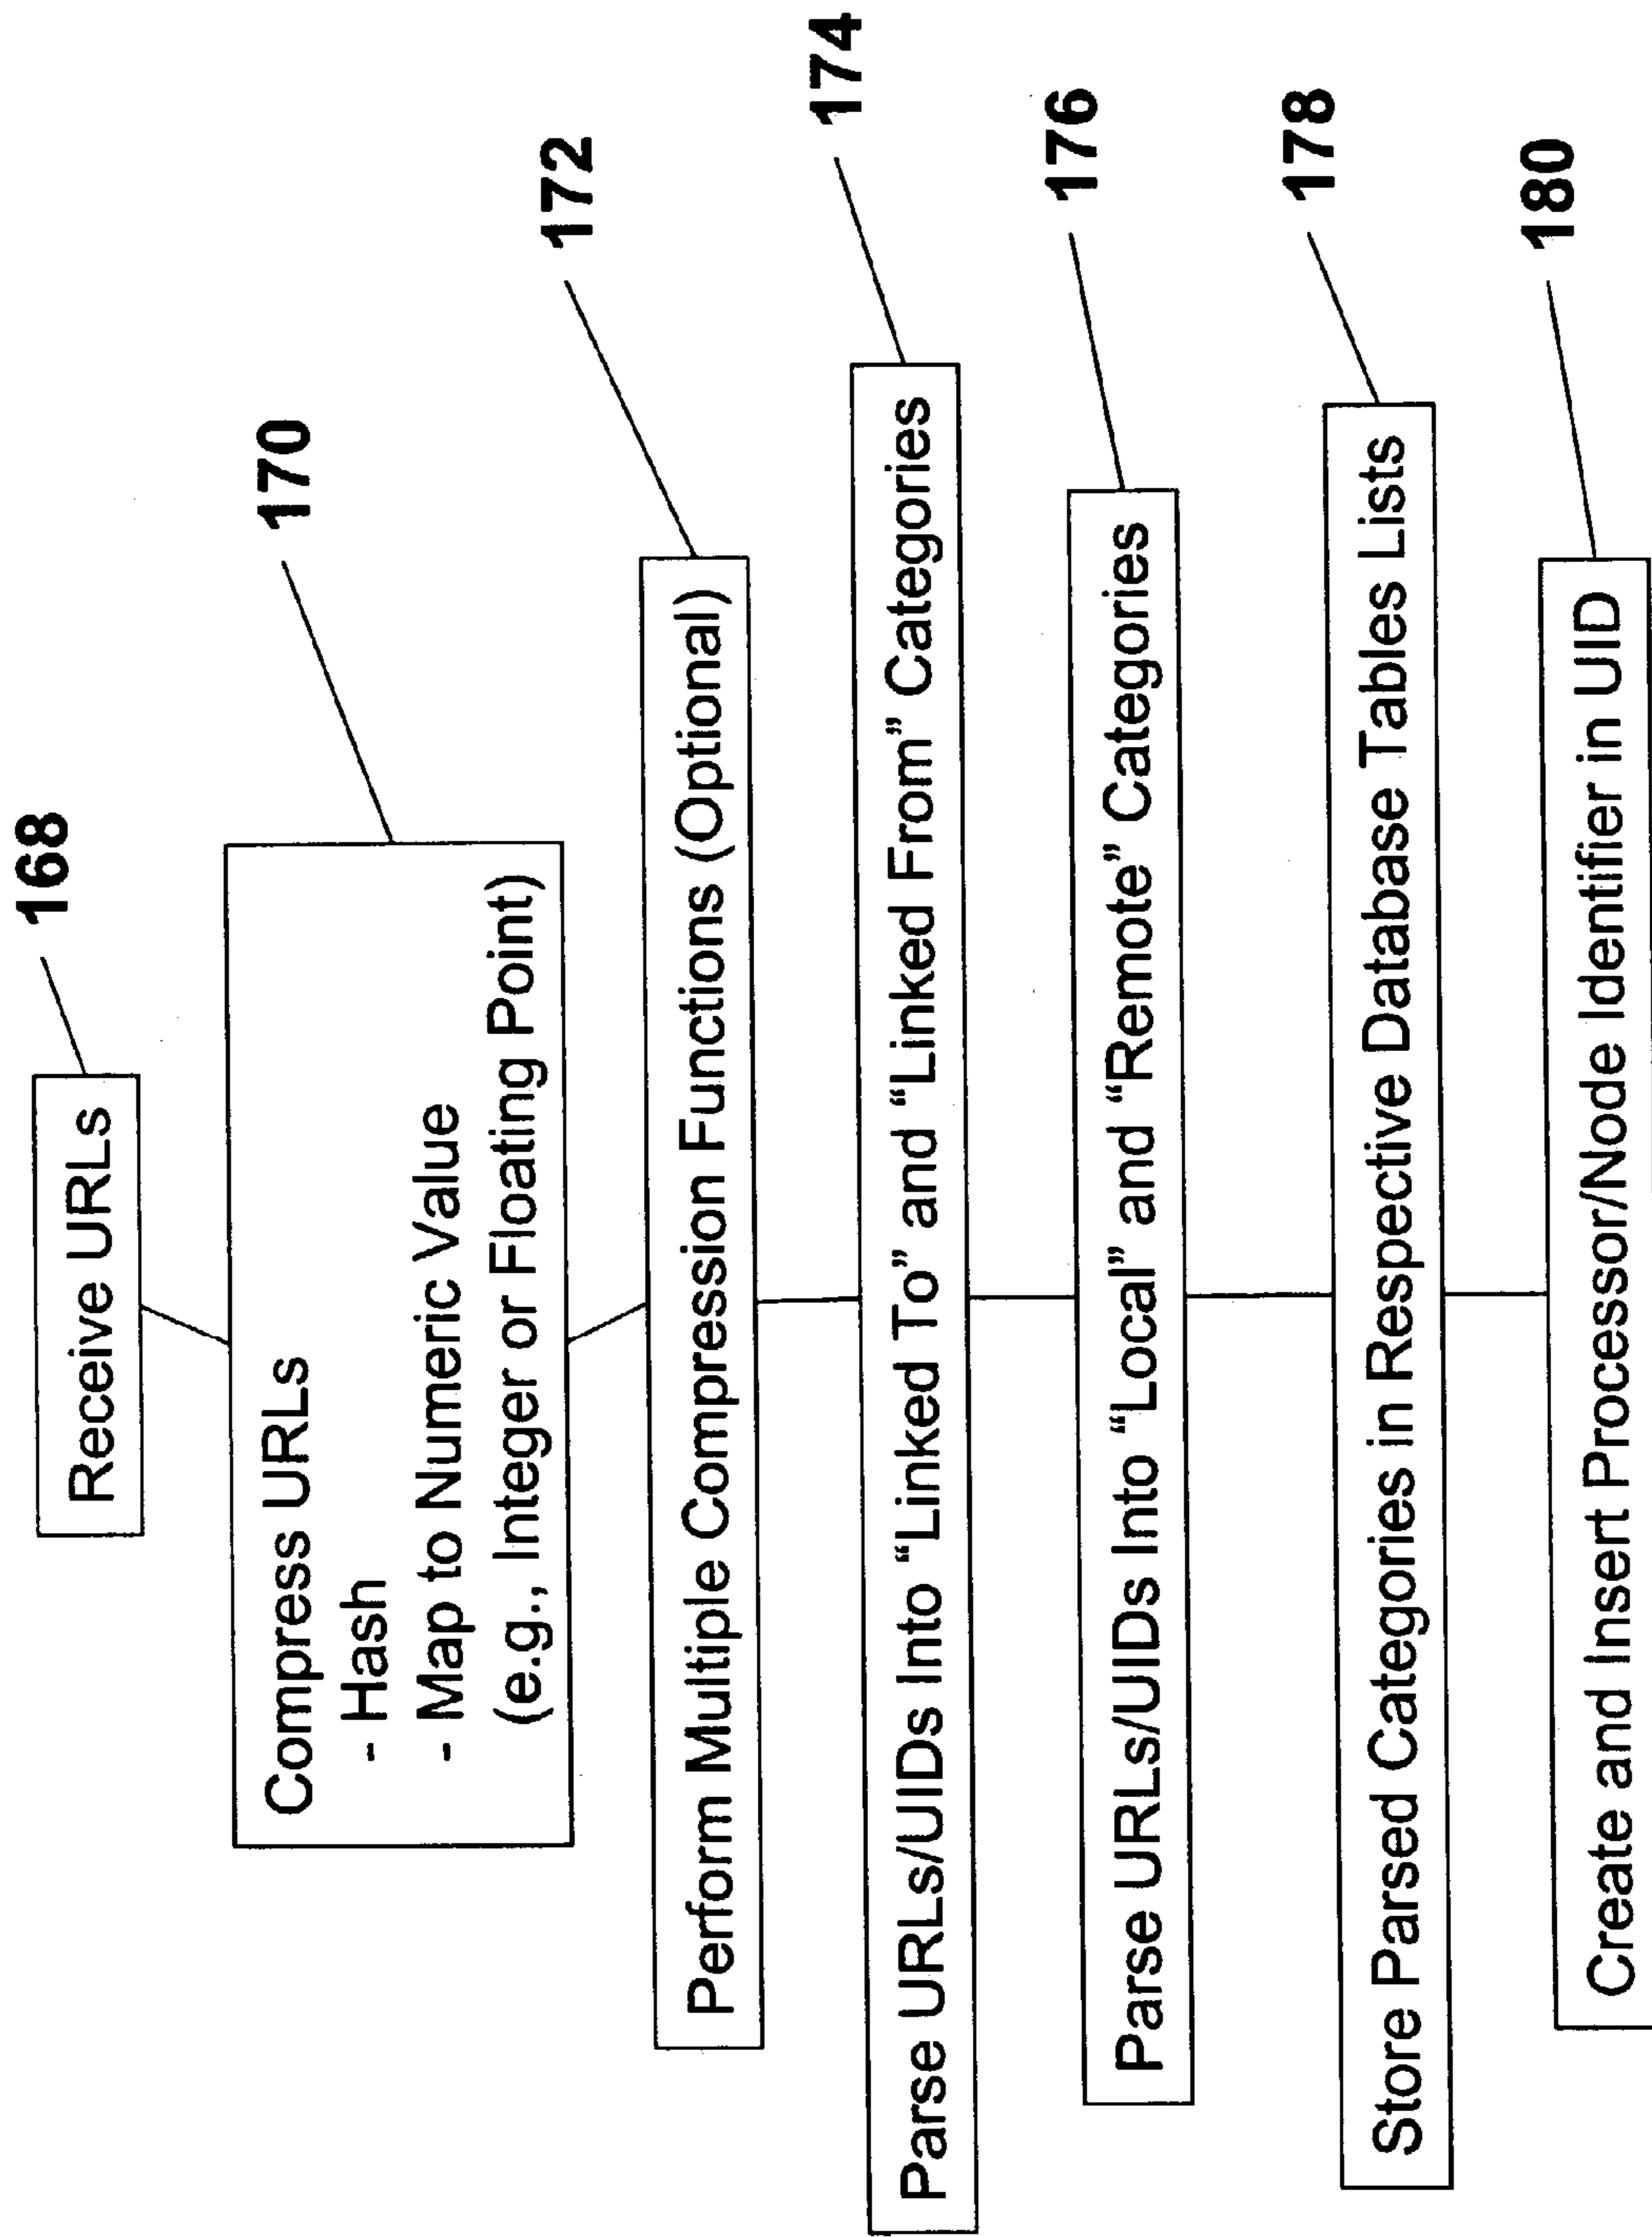 168
Receive URLs
170
Compress URLs
- Hash
- Map to Numeric Value
(e.g., Integer or Floating Point)
172
Perform Multiple Compression Functions (Optional)
174
Parse URLs/UIDs Into “Linked To” and “Linked From” Categories
176
Parse URLs/UIDs Into “Local” and “Remote” Categories
178
Store Parsed Categories in Respective Database Tables Lists
180
Create and Insert Processor/Node Identifier in UID